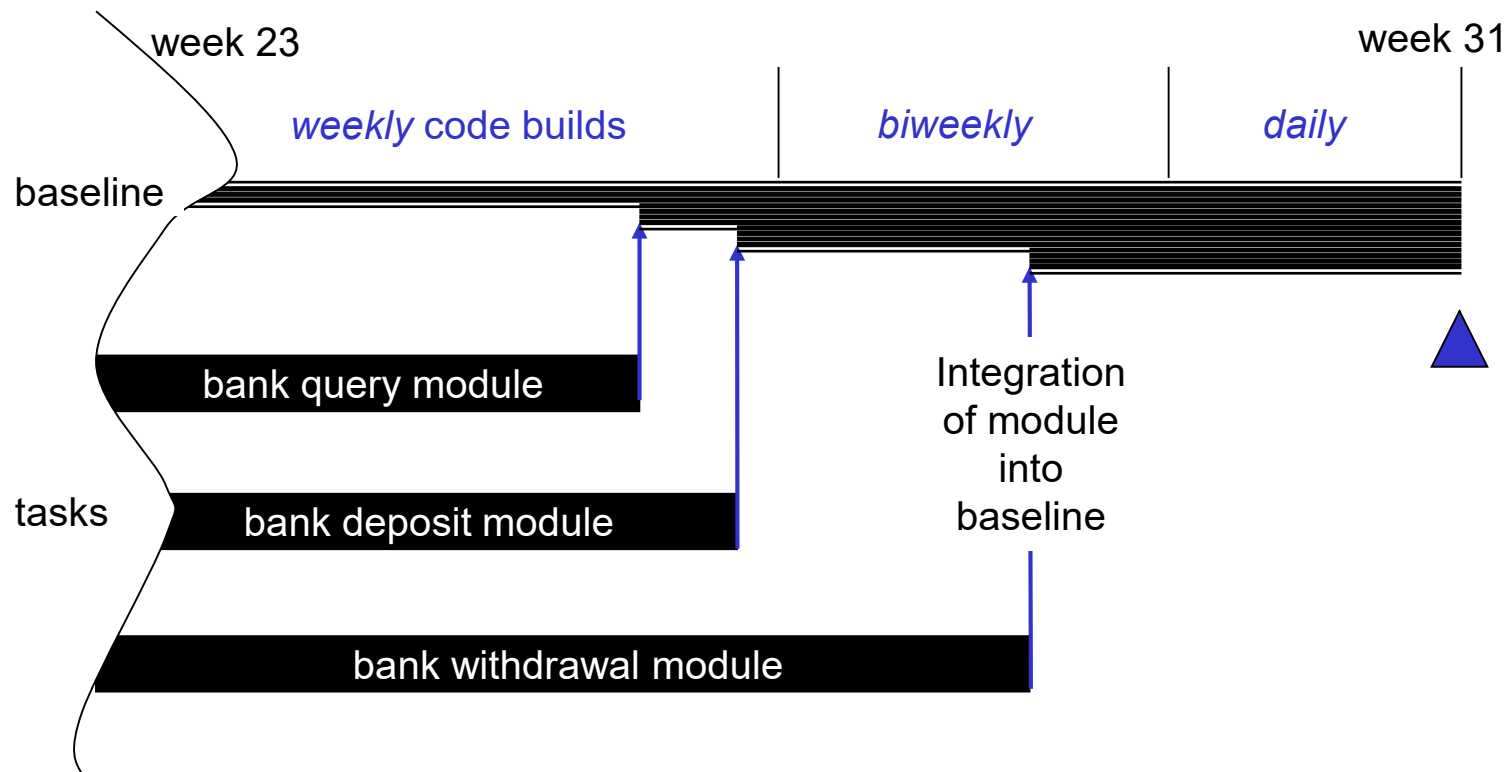 week 23
week 31
weekly code builds
biweekly
daily
baseline
bank query module
Integration
of module
into
baseline
tasks
bank deposit module
bank withdrawal module